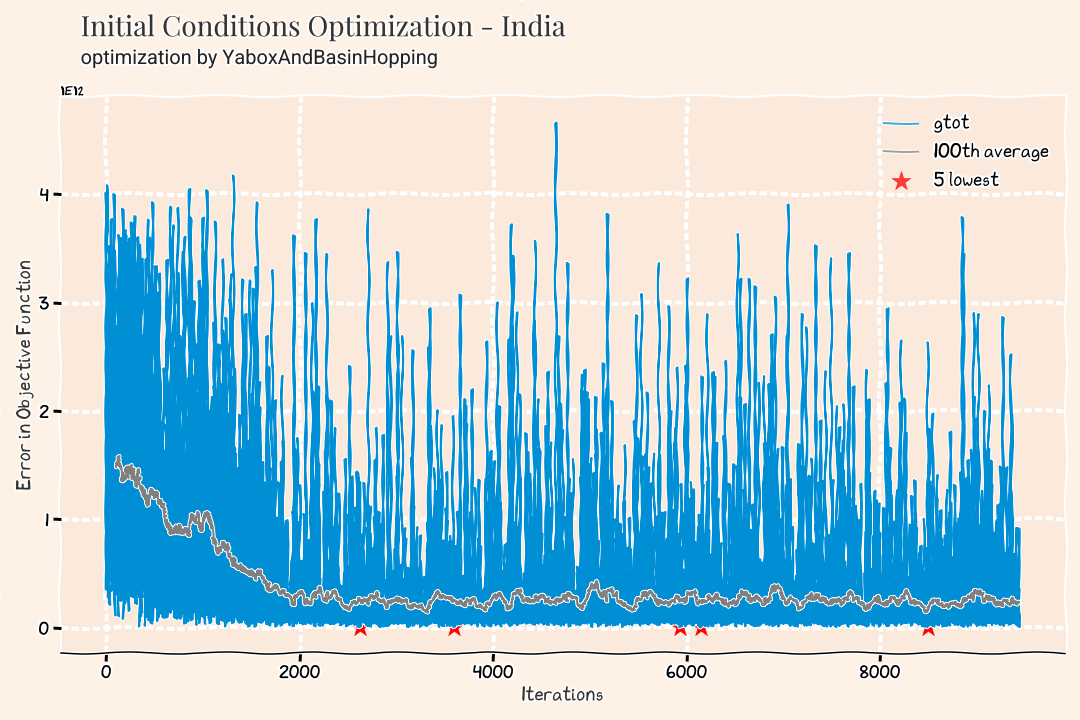 Initial Conditions Optimization - India
optimization by YaboxAndBasinHopping
1E12
gtot
100th average
5 lowest
4
3
2
1
0
Error in Objective Function
0 2000 4000 6000 8000
Iterations